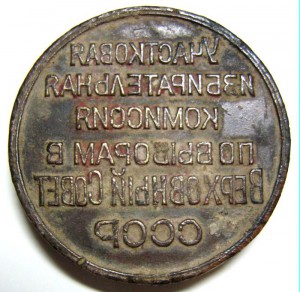 УЧАСТКОВАЯ
ИЗБИРАТЕЛЬНАЯ
КОМИССИЯ
ПО ВЫБОРАМ В
ВЕРХОВНЫЙ СОВЕТ
СССР